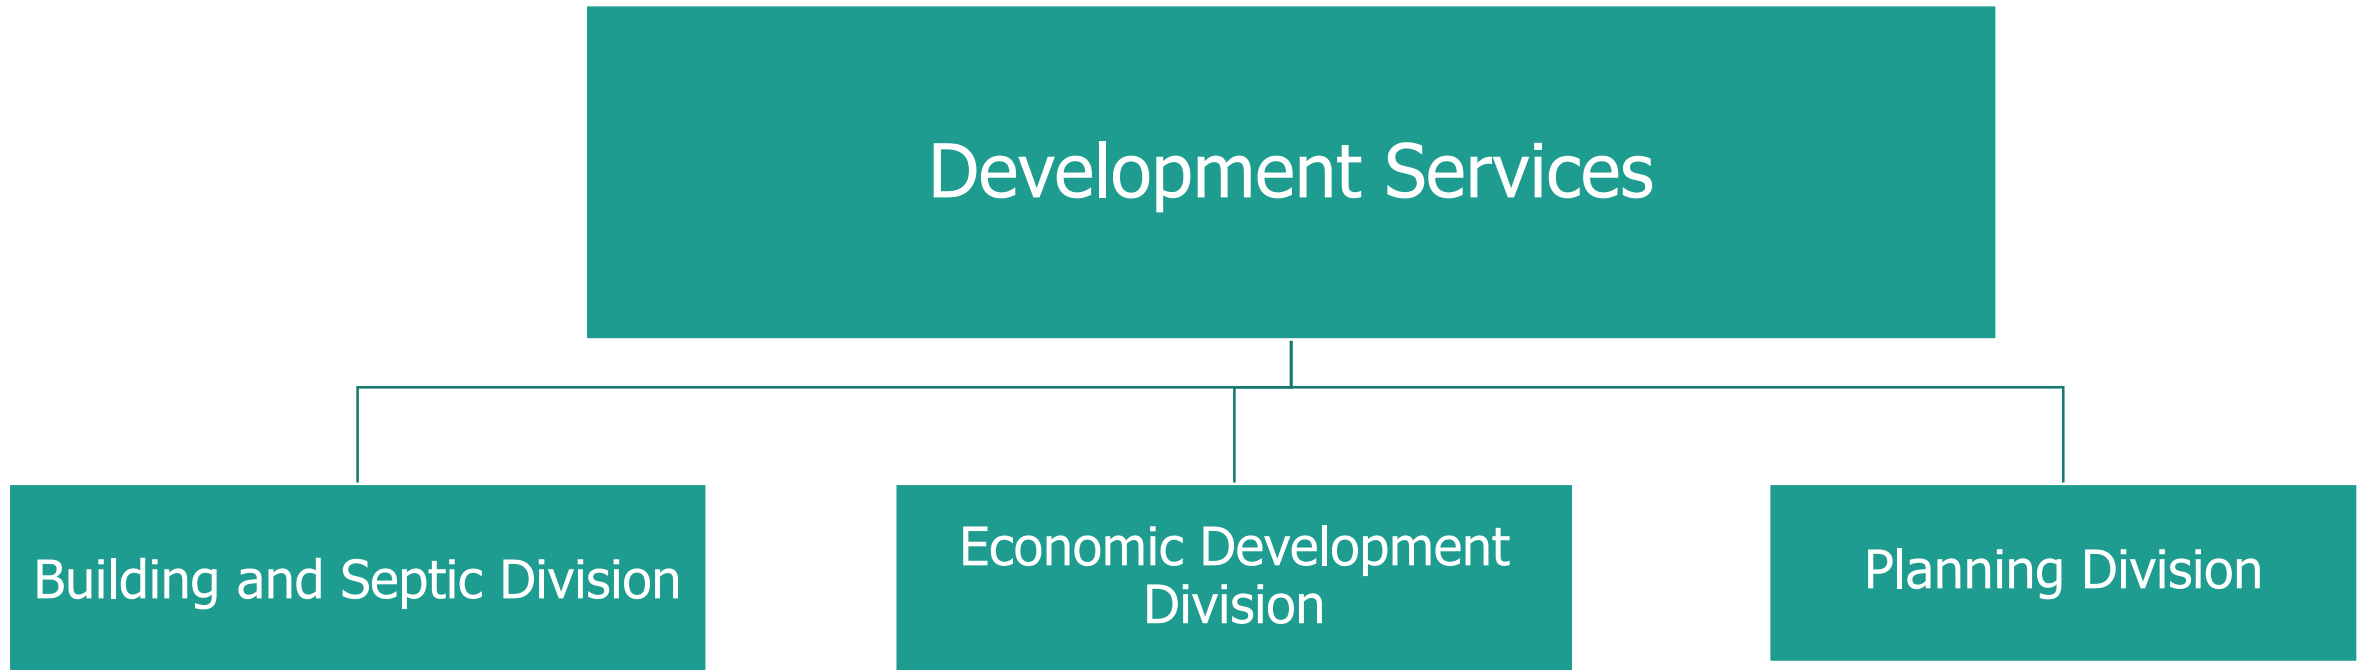 Development Services
Building and Septic Division
Economic Development
Division
Planning Division